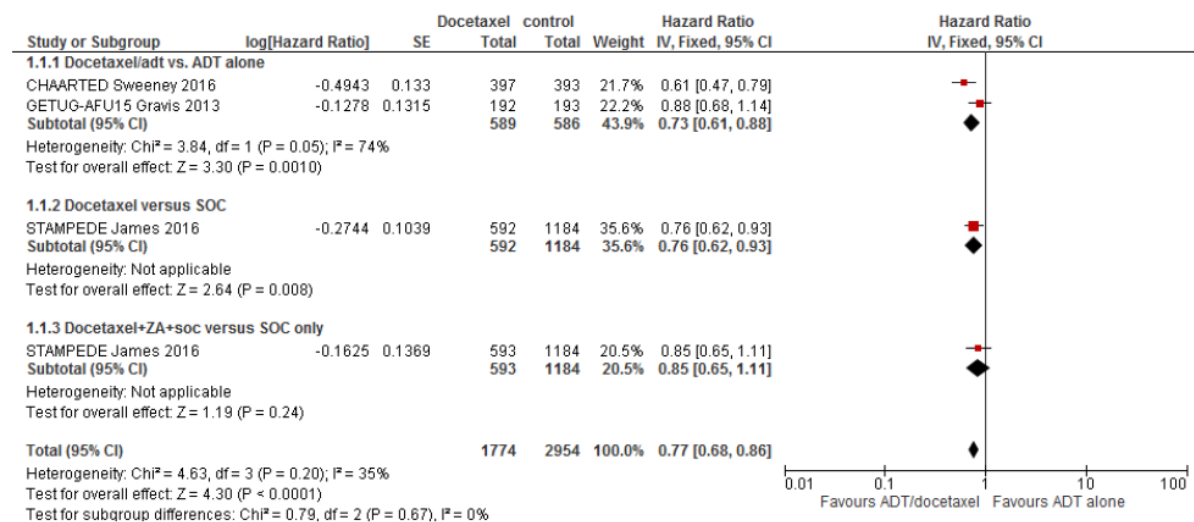 Docetaxel control Hazard Ratio Hazard Ratio
Study or Subgroup log[Hazard Ratio] SE Total Total Weight IV, Fixed, 95% CI IV, Fixed, 95% CI
1.1.1 Docetaxel/adt vs. ADT alone
CHAARTED Sweeney 2016 -0.4943 0.133 397 393 21.7% 0.61 [0.47, 0.79]
GETUG-AFU15 Gravis 2013 -0.1278 0.1315 192 193 22.2% 0.88 [0.68, 1.14]
Subtotal (95% CI) 589 586 43.9% 0.73 [0.61, 0.88]
Heterogeneity: Chi² = 3.84, df = 1 (P = 0.05); I² = 74%
Test for overall effect: Z = 3.30 (P = 0.0010)
1.1.2 Docetaxel versus SOC
STAMPEDE James 2016 -0.2744 0.1039 592 1184 35.6% 0.76 [0.62, 0.93]
Subtotal (95% CI) 592 1184 35.6% 0.76 [0.62, 0.93]
Heterogeneity: Not applicable
Test for overall effect: Z = 2.64 (P = 0.008)
1.1.3 Docetaxel+ZA+soc versus SOC only
STAMPEDE James 2016 -0.1625 0.1369 593 1184 20.5% 0.85 [0.65, 1.11]
Subtotal (95% CI) 593 1184 20.5% 0.85 [0.65, 1.11]
Heterogeneity: Not applicable
Test for overall effect: Z = 1.19 (P = 0.24)
Total (95% CI) 1774 2954 100.0% 0.77 [0.68, 0.86]
Heterogeneity: Chi² = 4.63, df = 3 (P = 0.20); I² = 35%
Test for overall effect: Z = 4.30 (P < 0.0001)
Test for subgroup differences: Chi² = 0.79, df = 2 (P = 0.67), I² = 0%
0.01 0.1 1 10 100
Favours ADT/docetaxel Favours ADT alone